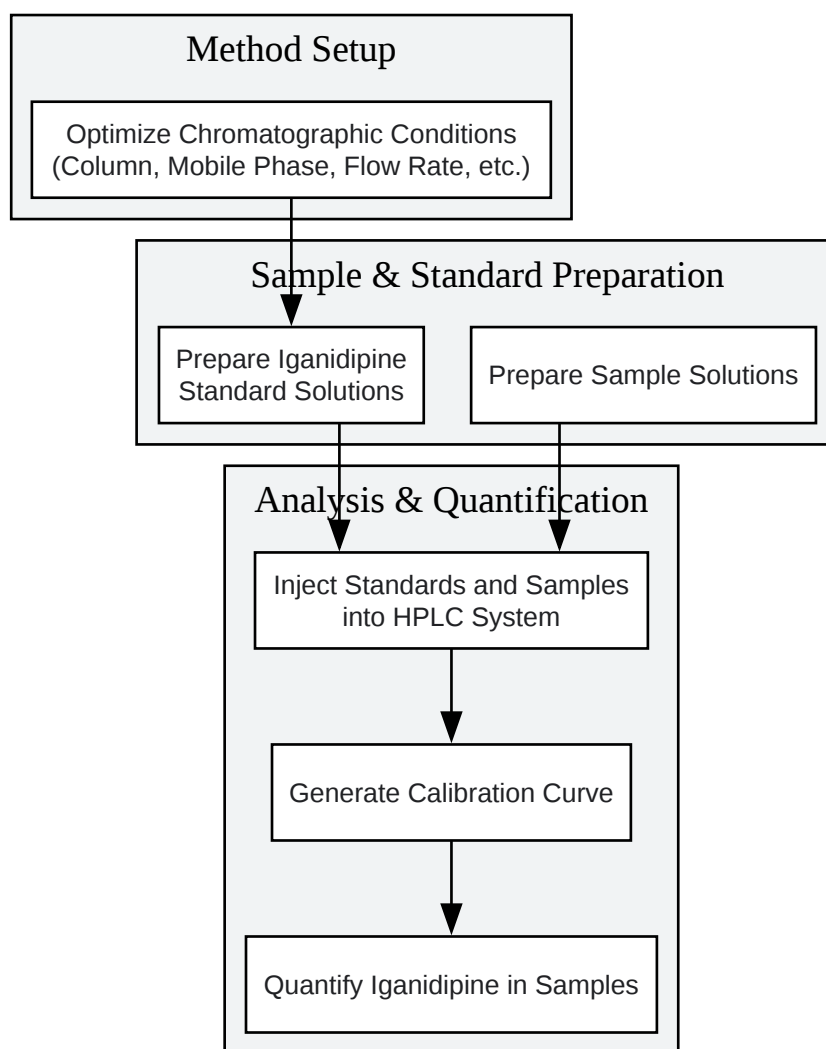 Method Setup
Optimize Chromatographic Conditions
(Column, Mobile Phase, Flow Rate, etc.)
Sample & Standard Preparation
Prepare Iganidipine
Standard Solutions
Prepare Sample Solutions
Analysis & Quantification
Inject Standards and Samples
into HPLC System
Generate Calibration Curve
Quantify Iganidipine in Samples